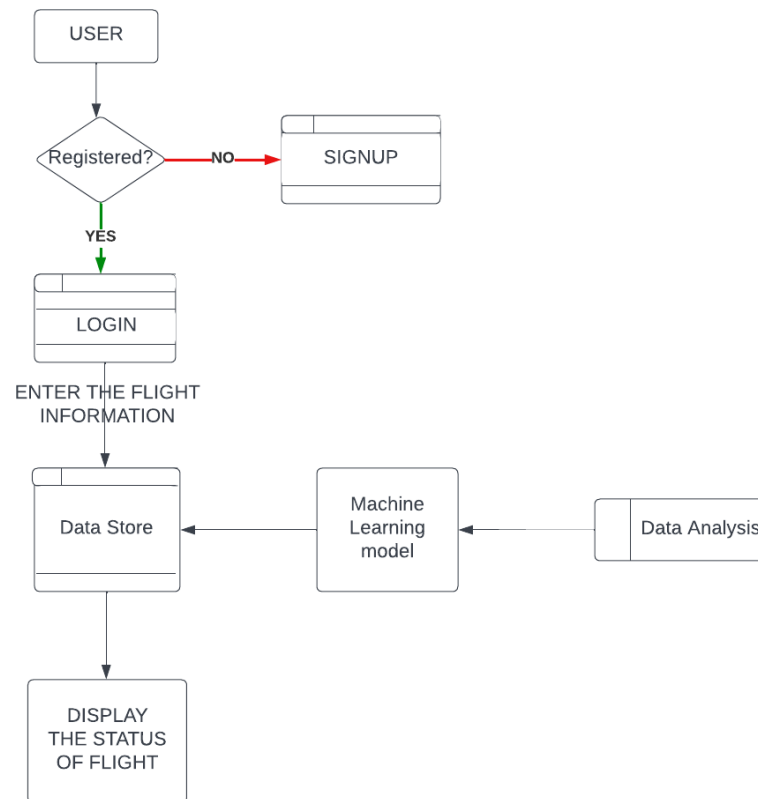 USER
Registered?
NO
SIGNUP
YES
LOGIN
ENTER THE FLIGHT
INFORMATION
Data Store
Machine
Learning
model
Data Analysis
DISPLAY
THE STATUS
OF FLIGHT